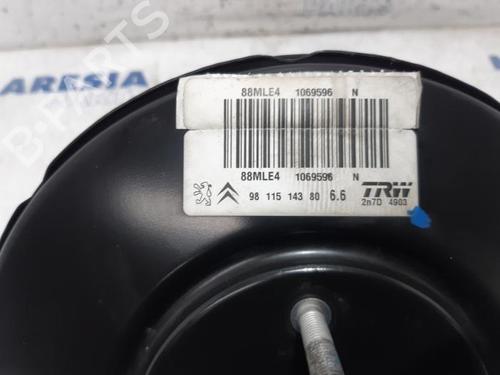 ARESIA
B-PARTS
88MLE4 1069596 N
88MLE4 1069596 N
98 115 143 80 6.6 TRW
2n7D 4903